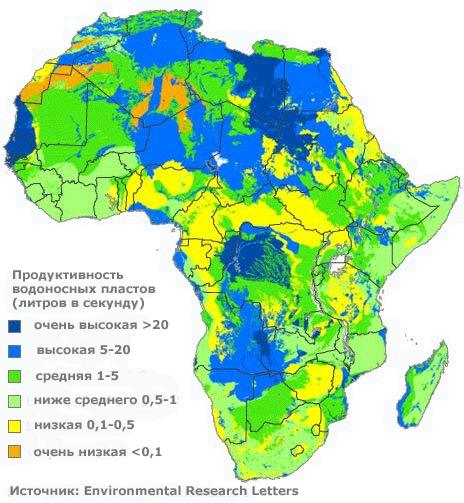 Продуктивность
водоносных пластов
(литров в секунду)
очень высокая >20
высокая 5-20
средняя 1-5
ниже среднего 0,5-1
низкая 0,1-0,5
очень низкая <0,1
Источник: Environmental Research Letters